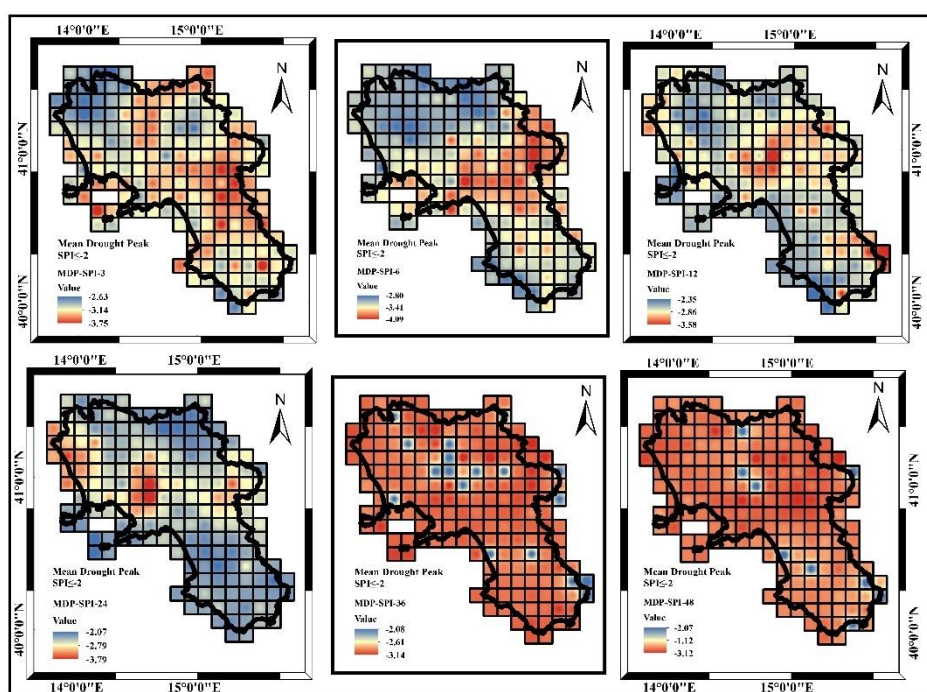 14°0'0"E 15°0'0"E
N
41°0'0"N
40°0'0"N
Mean Drought Peak
SPI≤-2
MDP-SPI-3
Value
-2.63
-3.14
-3.75
N
Mean Drought Peak
SPI≤-2
MDP-SPI-6
Value
-2.80
-3.41
-4.09
14°0'0"E 15°0'0"E
N
41°0'0"N
40°0'0"N
Mean Drought Peak
SPI≤-2
MDP-SPI-12
Value
-2.35
-2.86
-3.58
14°0'0"E 15°0'0"E
N
41°0'0"N
40°0'0"N
Mean Drought Peak
SPI≤-2
MDP-SPI-24
Value
-2.07
-2.79
-3.79
14°0'0"E 15°0'0"E
N
Mean Drought Peak
SPI≤-2
MDP-SPI-36
Value
-2.08
-2.61
-3.14
14°0'0"E 15°0'0"E
N
41°0'0"N
40°0'0"N
Mean Drought Peak
SPI≤-2
MDP-SPI-48
Value
-2.07
-1.12
-3.12
14°0'0"E 15°0'0"E